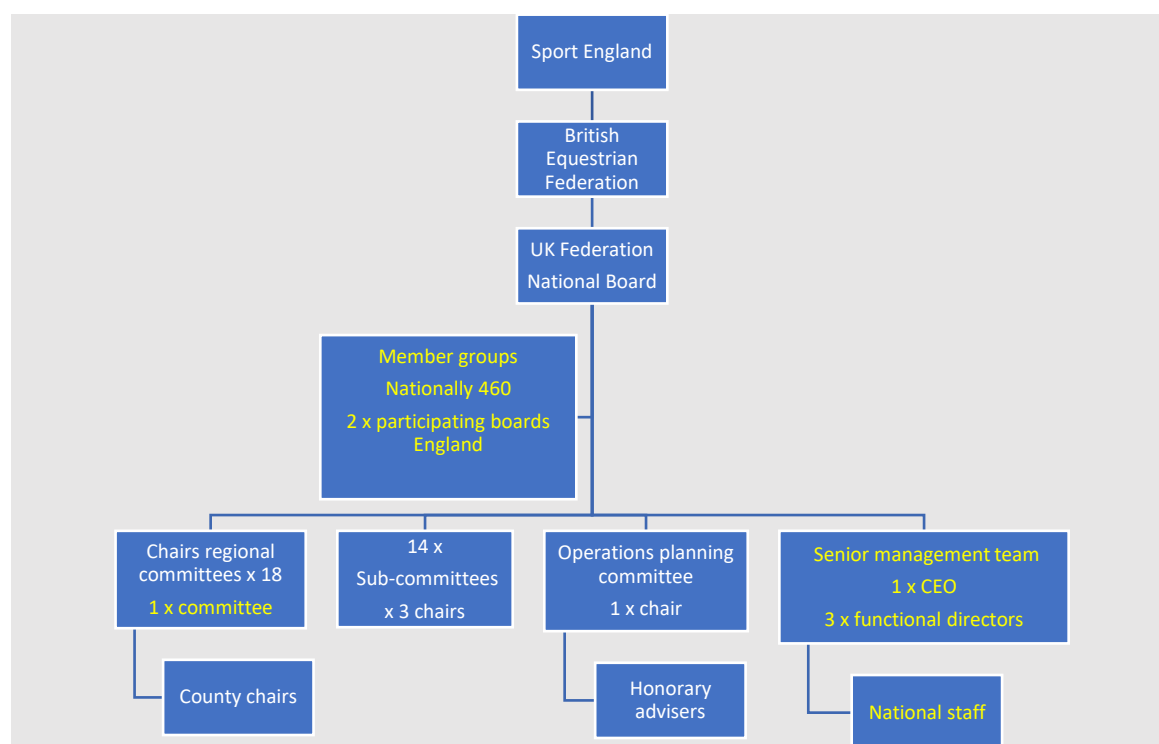 Sport England
British
Equestrian
Federation
UK Federation
National Board
Member groups
Nationally 460
2 x participating boards
England
Chairs regional
committees x 18
1 x committee
14 x
Sub-committees
x 3 chairs
Operations planning
committee
1 x chair
Senior management team
1 x CEO
3 x functional directors
County chairs
Honorary
advisers
National staff